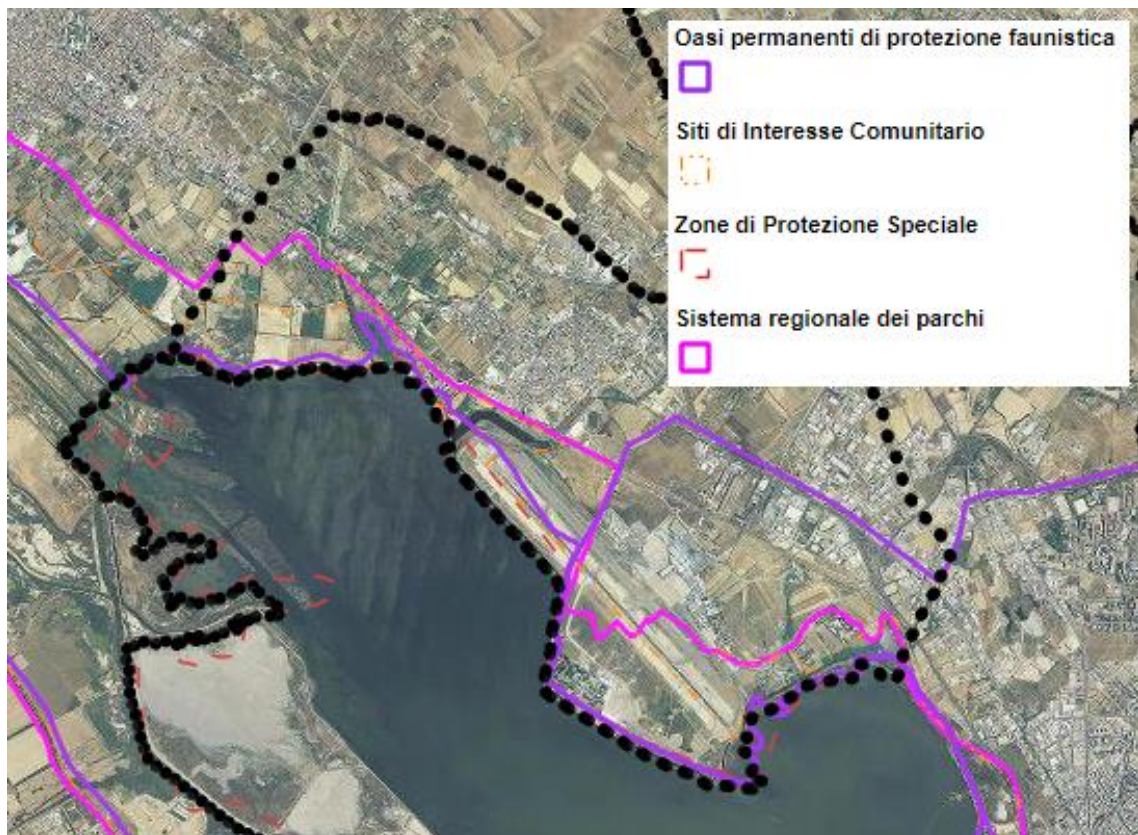 Oasi permanenti di protezione faunistica
Siti di Interesse Comunitario
Zone di Protezione Speciale
Sistema regionale dei parchi